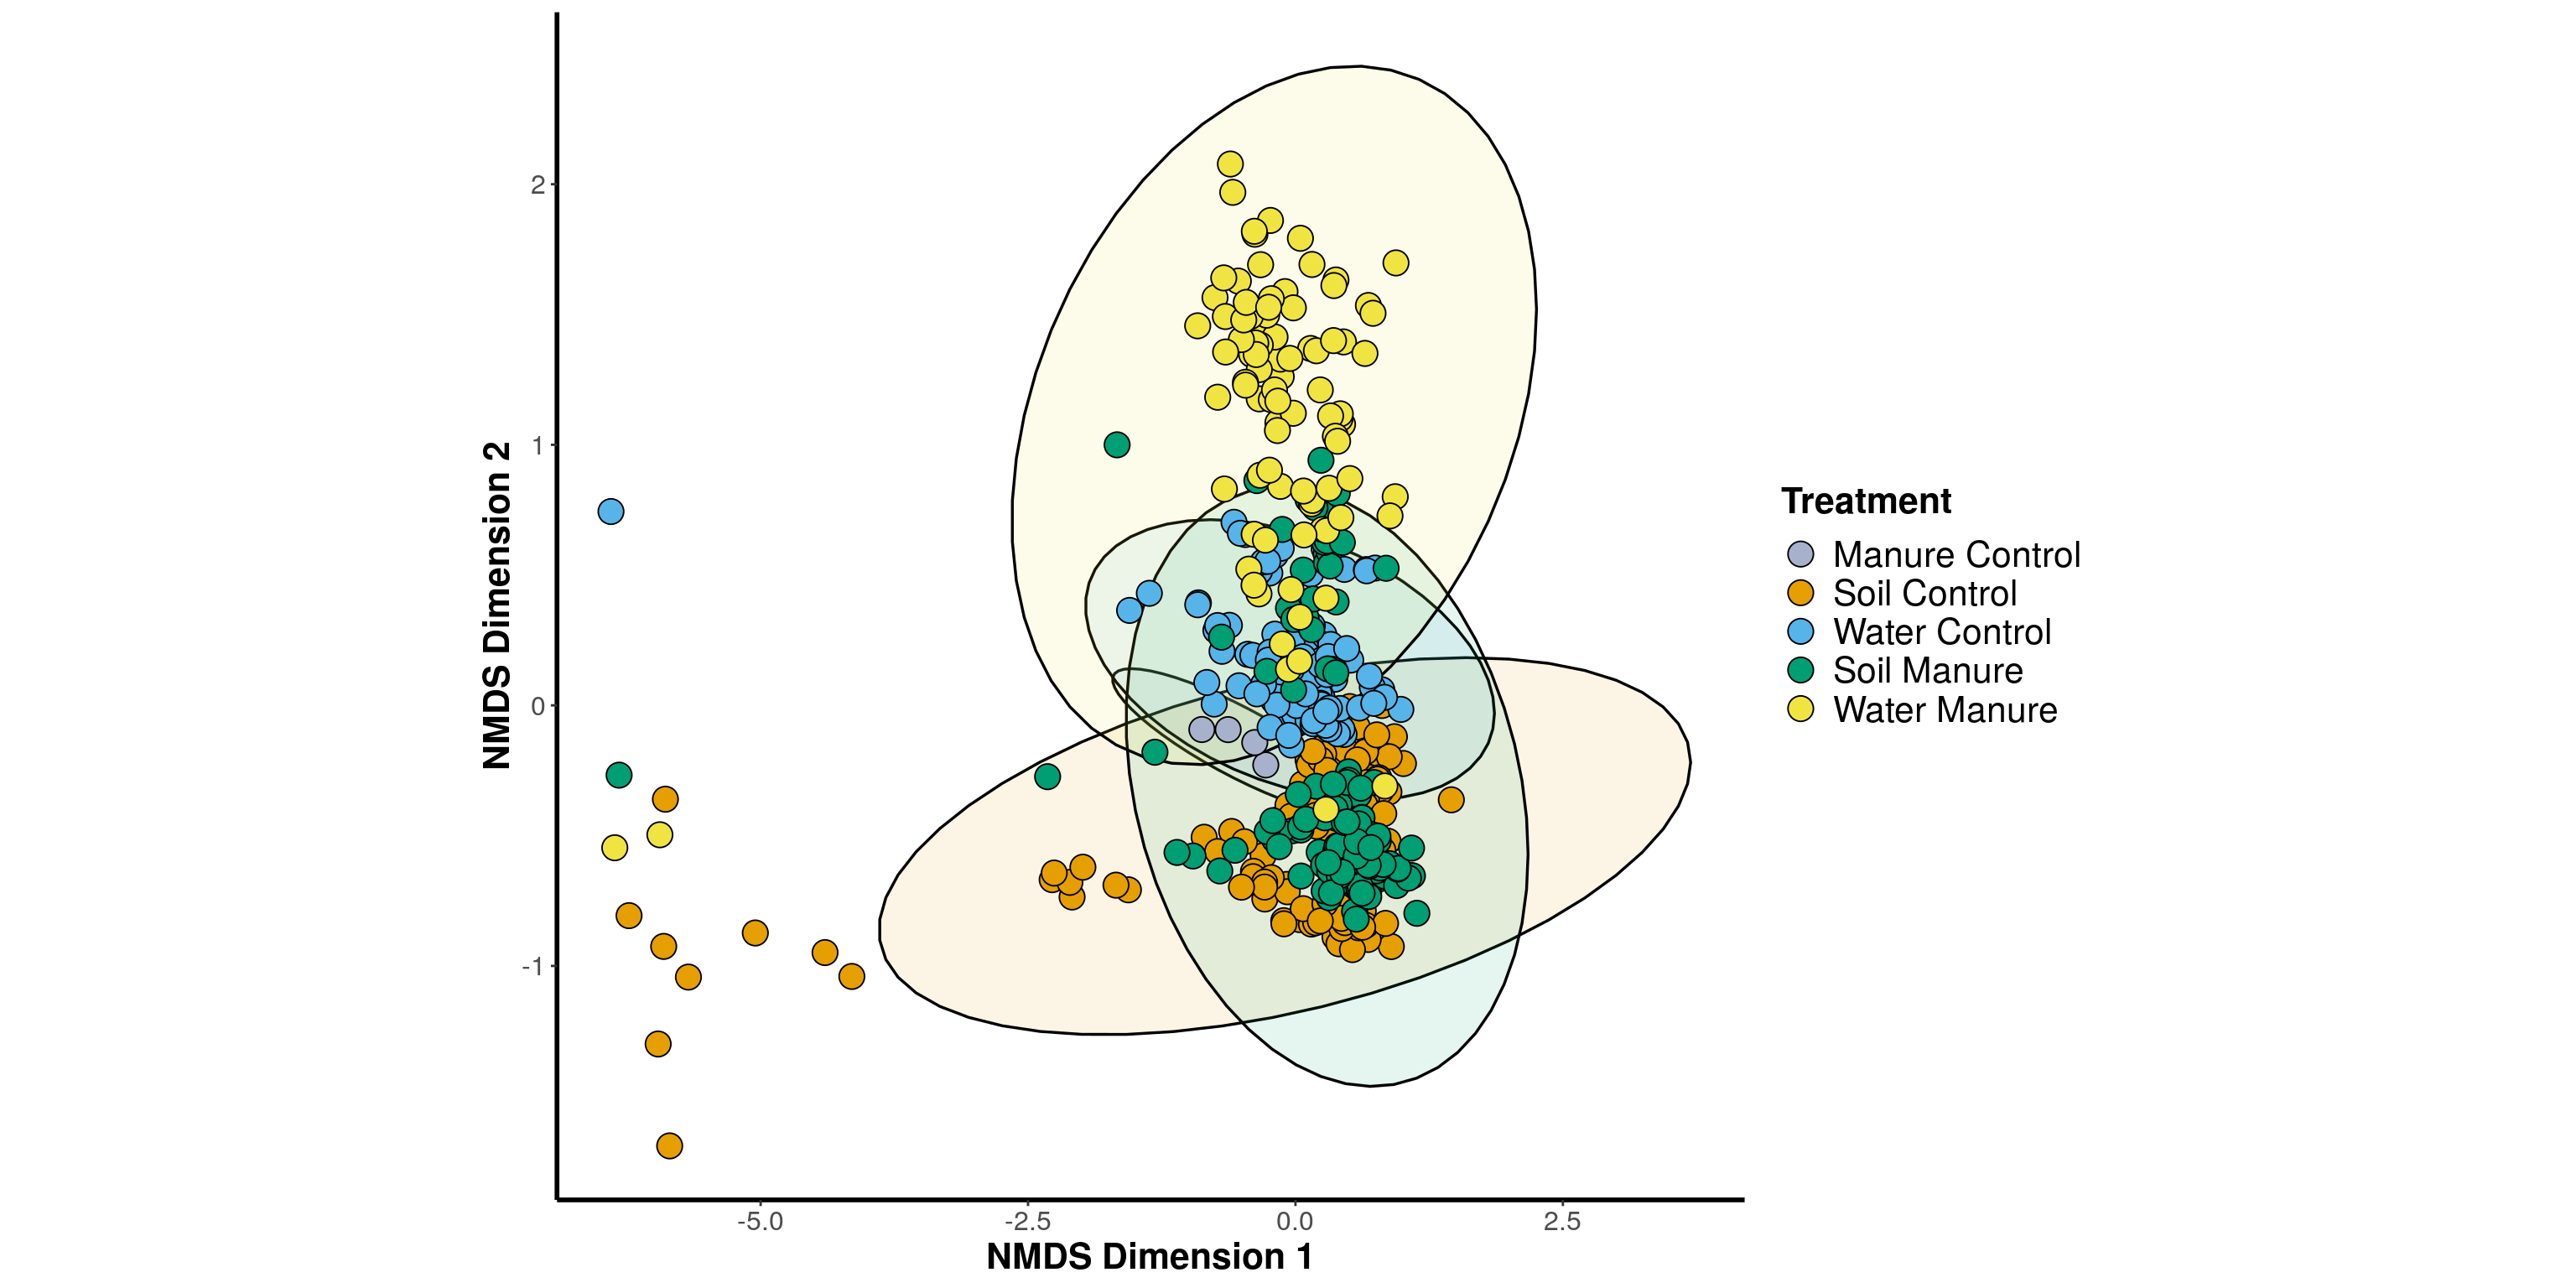 2
1
0
-1
NMDS Dimension 2
-5.0
-2.5
0.0
2.5
NMDS Dimension 1
Treatment
Manure Control
Soil Control
Water Control
Soil Manure
Water Manure